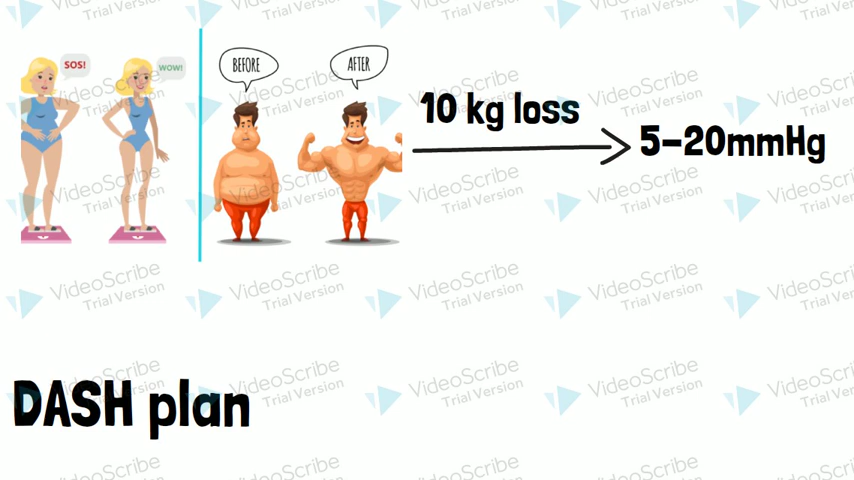 SOS!
WOW!
BEFORE
AFTER
10 kg loss
5-20mmHg
DASH plan
VideoScribe
Trial Version